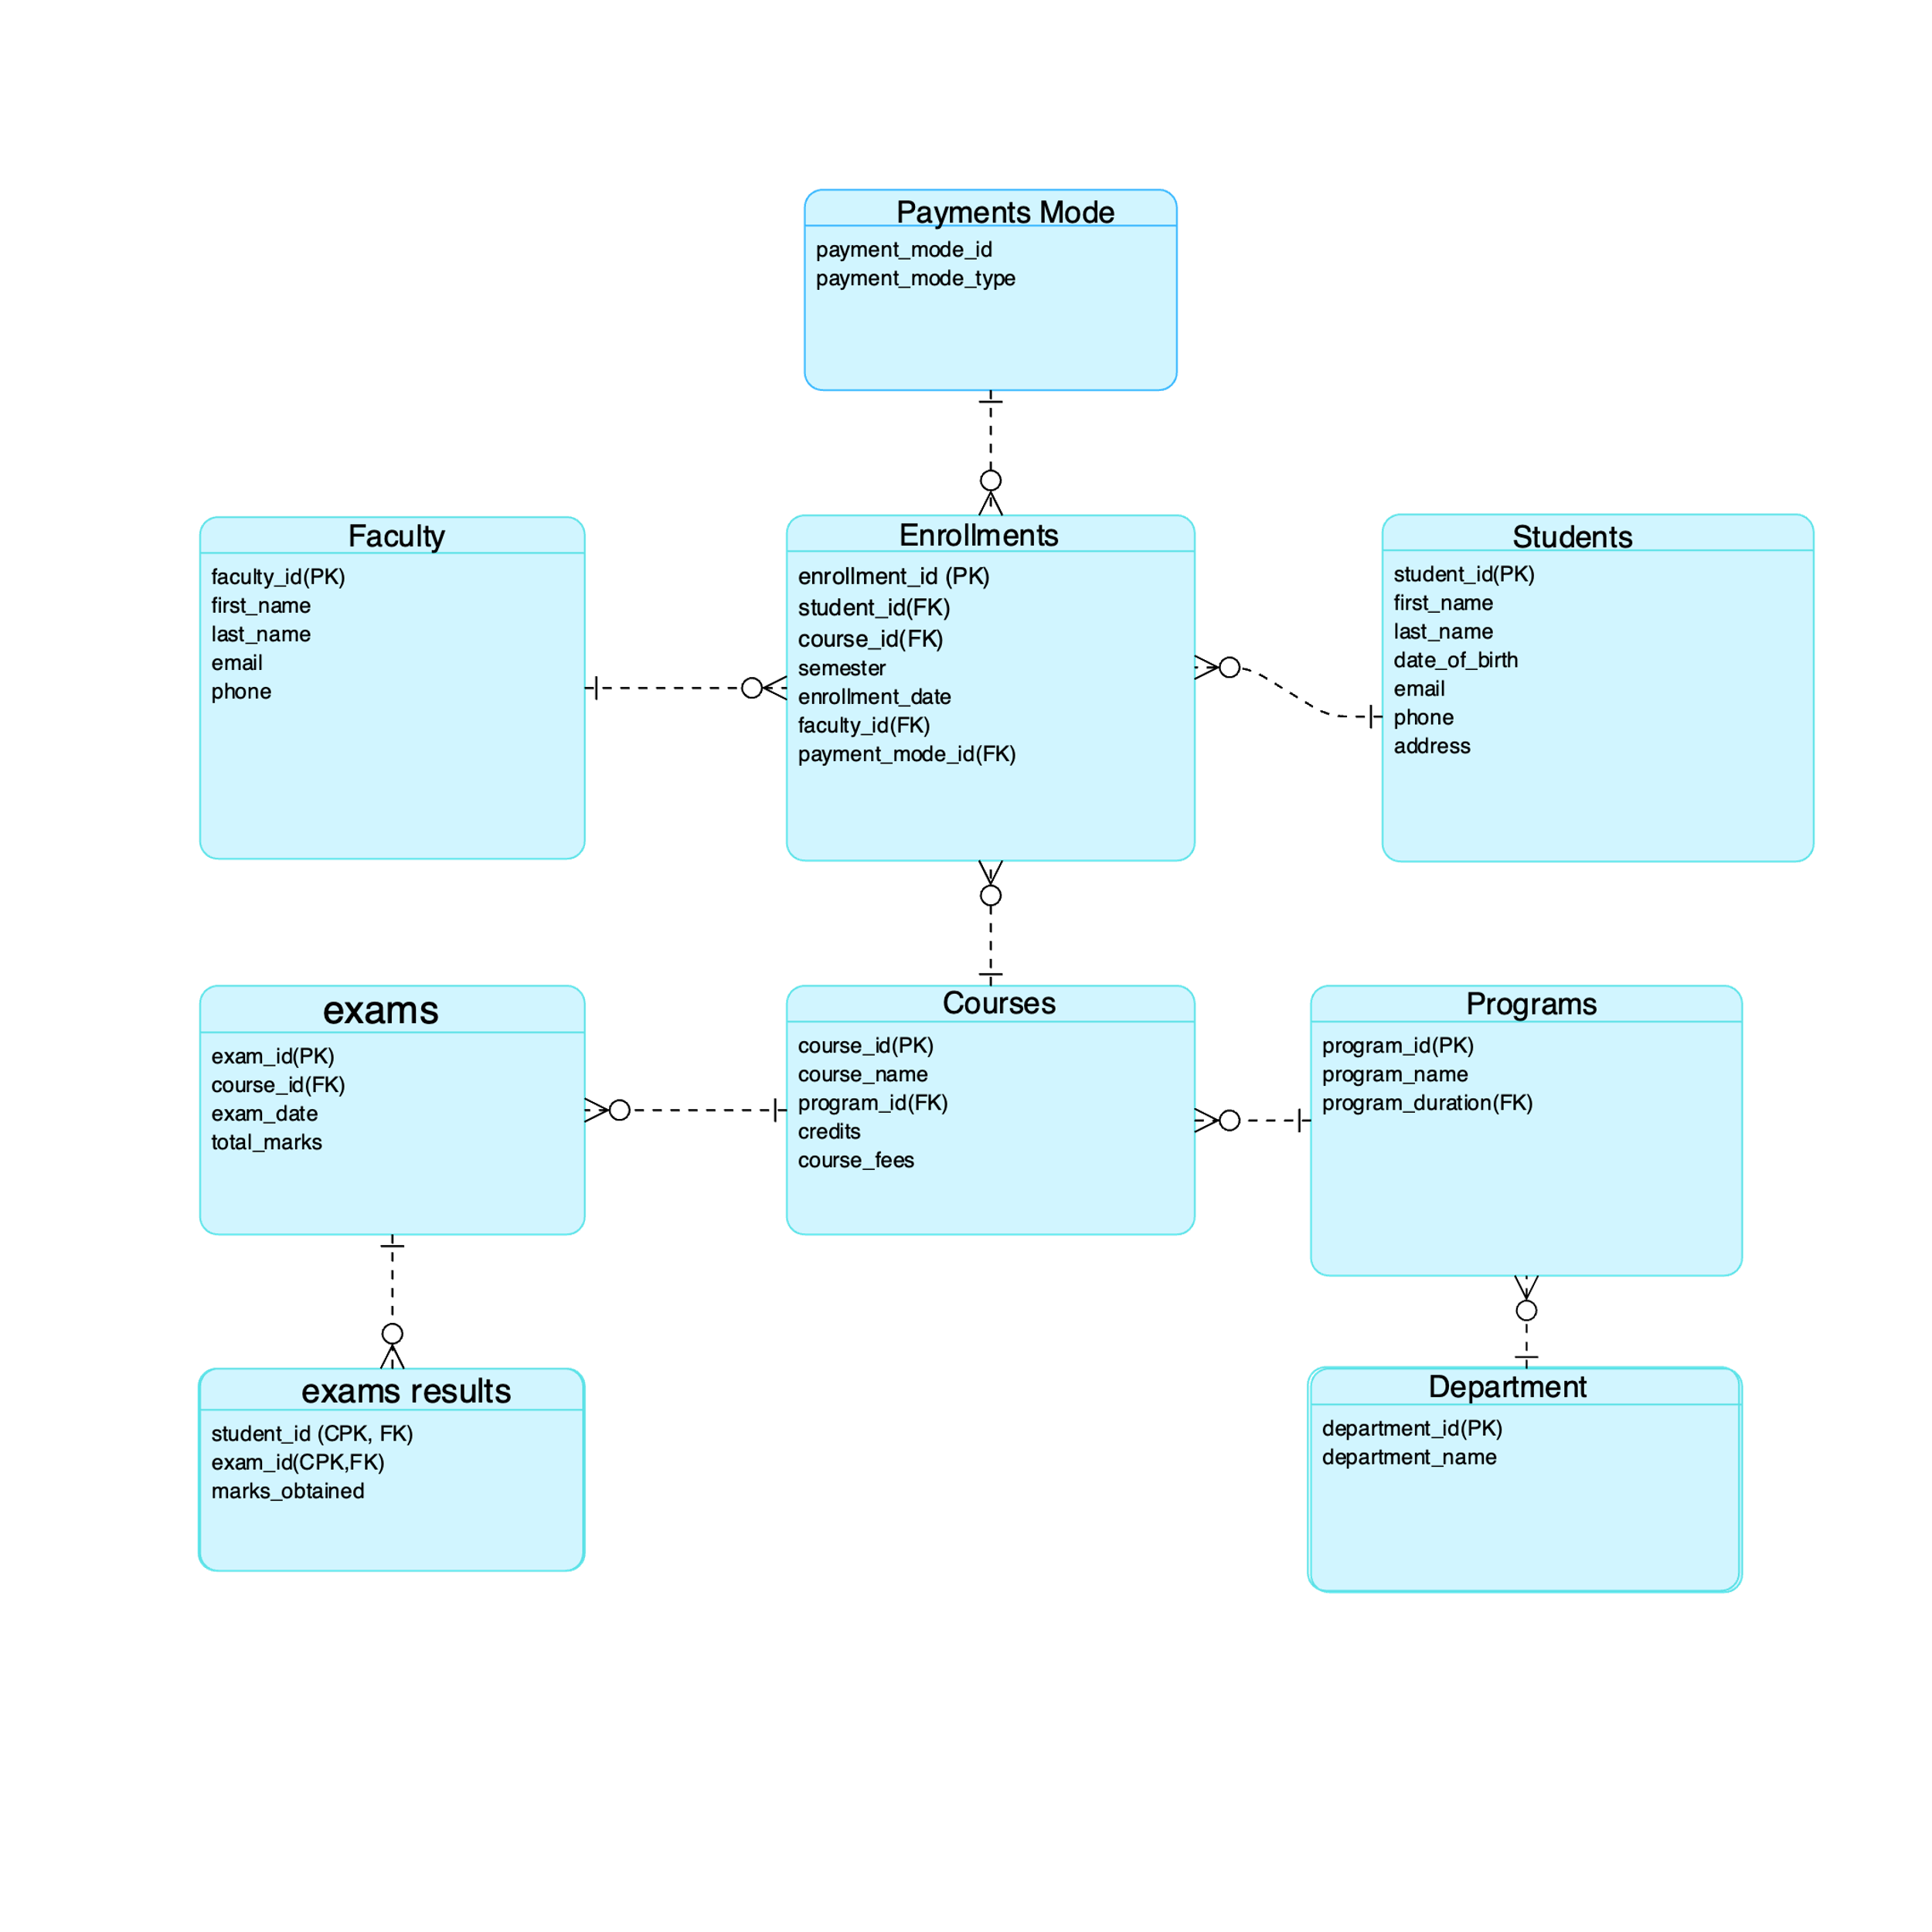 Payments Mode
payment_mode_id
payment_mode_type
Faculty
faculty_id(PK)
first_name
last_name
email
phone
Enrollments
enrollment_id (PK)
student_id(FK)
course_id(FK)
semester
enrollment_date
faculty_id(FK)
payment_mode_id(FK)
Students
student_id(PK)
first_name
last_name
date_of_birth
email
phone
address
exams
exam_id(PK)
course_id(FK)
exam_date
total_marks
Courses
course_id(PK)
course_name
program_id(FK)
credits
course_fees
Programs
program_id(PK)
program_name
program_duration(FK)
exams results
student_id (CPK, FK)
exam_id(CPK,FK)
marks_obtained
Department
department_id(PK)
department_name